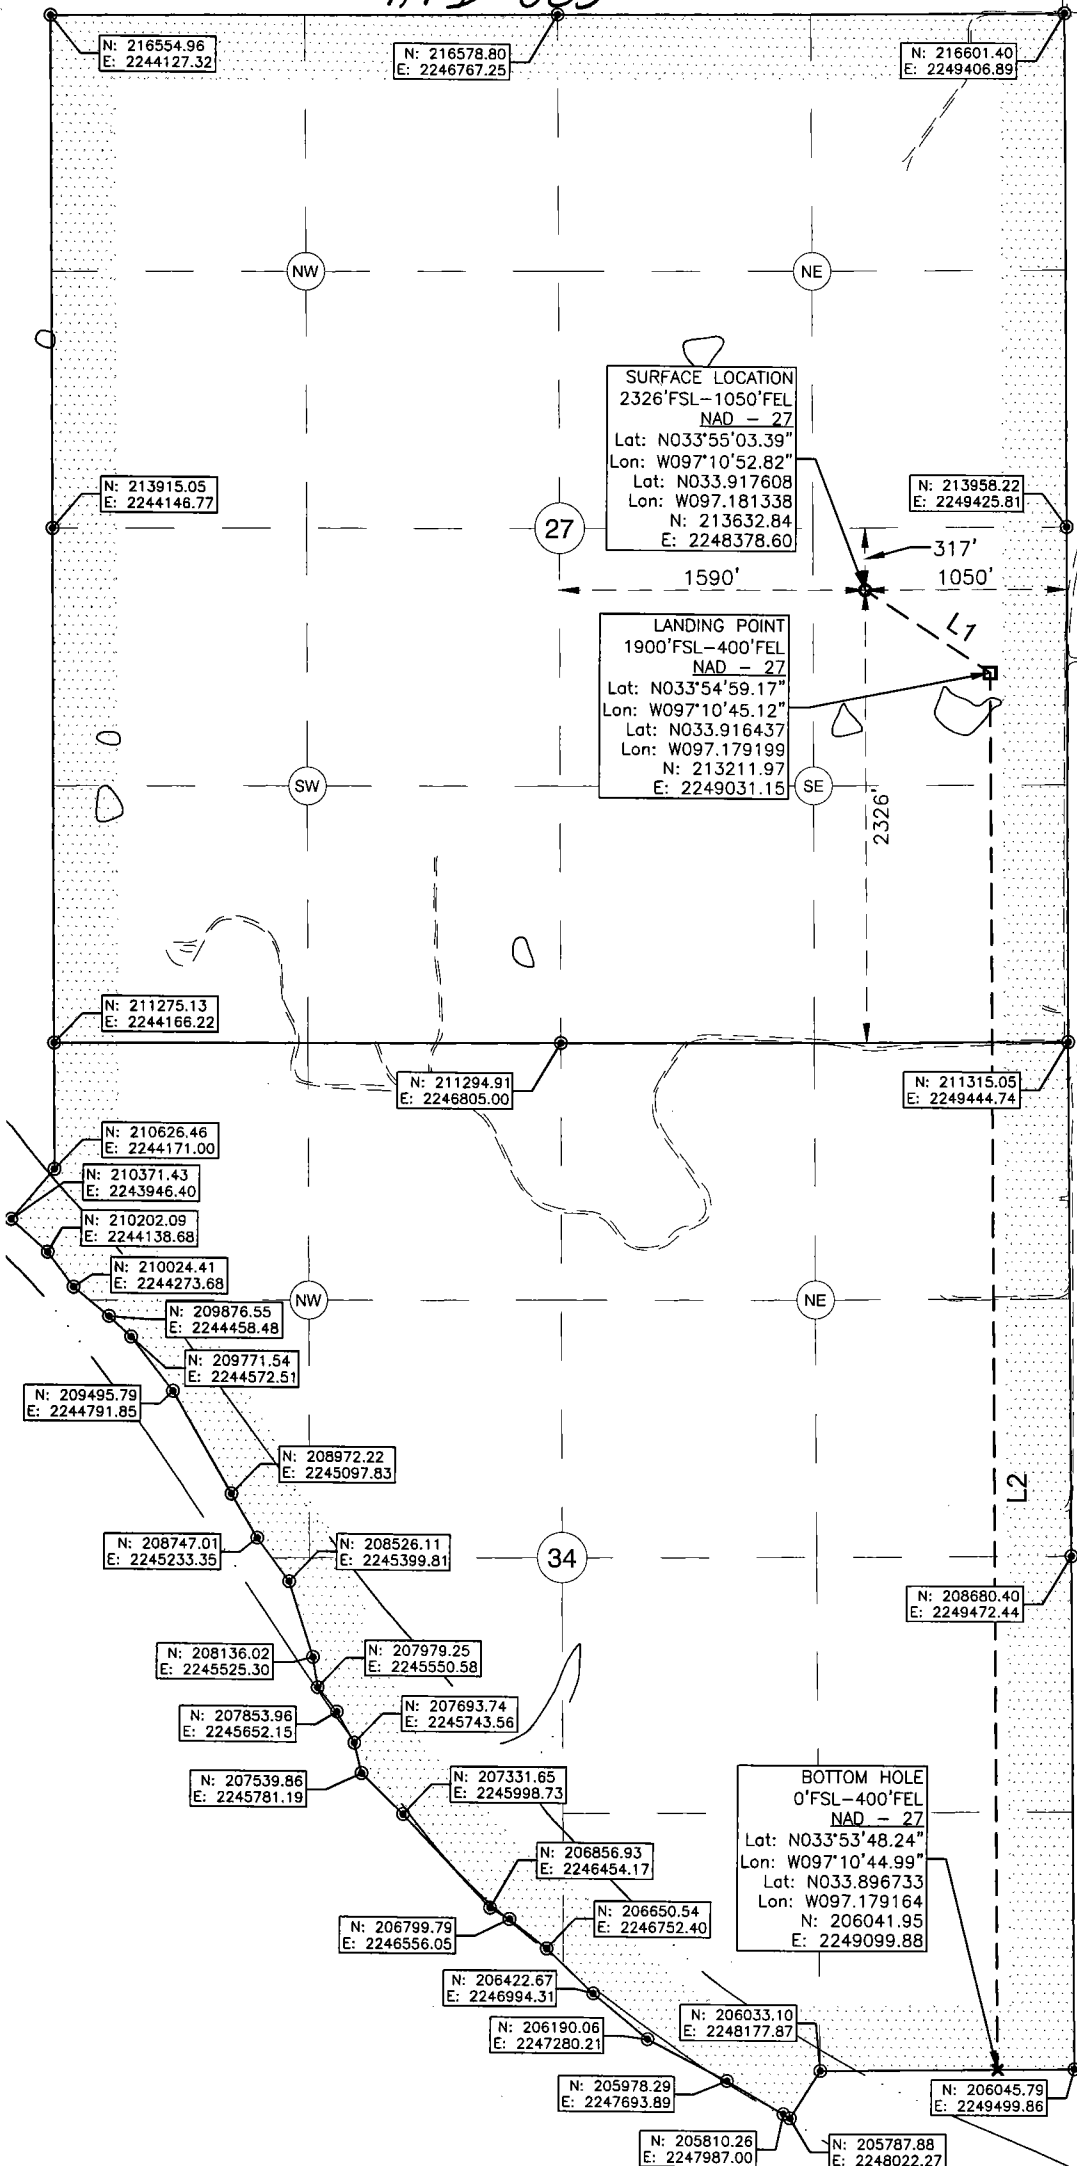 N: 216554.96
E: 2244127.32
N: 216578.80
E: 2246767.25
N: 216601.40
E: 2249406.89
NW
NE
SURFACE LOCATION
2326'FSL-1050'FEL
NAD - 27
Lat: N033°55'03.39"
Lon: W097°10'52.82"
Lat: N033.917608
Lon: W097.181338
N: 213632.84
E: 2248378.60
N: 213915.05
E: 2244146.77
N: 213958.22
E: 2249425.81
27
317'
1590'
1050'
L1
LANDING POINT
1900'FSL-400'FEL
NAD - 27
Lat: N033°54'59.17"
Lon: W097°10'45.12"
Lat: N033.916437
Lon: W097.179199
N: 213211.97
E: 2249031.15
SW
SE
2326'
N: 211275.13
E: 2244166.22
N: 211294.91
E: 2246805.00
N: 211315.05
E: 2249444.74
N: 210626.46
E: 2244171.00
N: 210371.43
E: 2243946.40
N: 210202.09
E: 2244138.68
N: 210024.41
E: 2244273.68
NW
NE
N: 209876.55
E: 2244458.48
N: 209771.54
E: 2244572.51
N: 209495.79
E: 2244791.85
N: 208972.22
E: 2245097.83
L2
N: 208747.01
E: 2245233.35
N: 208526.11
E: 2245399.81
34
N: 208680.40
E: 2249472.44
N: 208136.02
E: 2245525.30
N: 207979.25
E: 2245550.58
N: 207853.96
E: 2245652.15
N: 207693.74
E: 2245743.56
N: 207539.86
E: 2245781.19
N: 207331.65
E: 2245998.73
BOTTOM HOLE
0'FSL-400'FEL
NAD - 27
Lat: N033°53'48.24"
Lon: W097°10'44.99"
Lat: N033.896733
Lon: W097.179164
N: 206041.95
E: 2249099.88
N: 206856.93
E: 2246454.17
N: 206799.79
E: 2246556.05
N: 206650.54
E: 2246752.40
N: 206422.67
E: 2246994.31
N: 206190.06
E: 2247280.21
N: 206033.10
E: 2248177.87
N: 205978.29
E: 2247693.89
N: 206045.79
E: 2249499.86
N: 205810.26
E: 2247987.00
N: 205787.88
E: 2248022.27